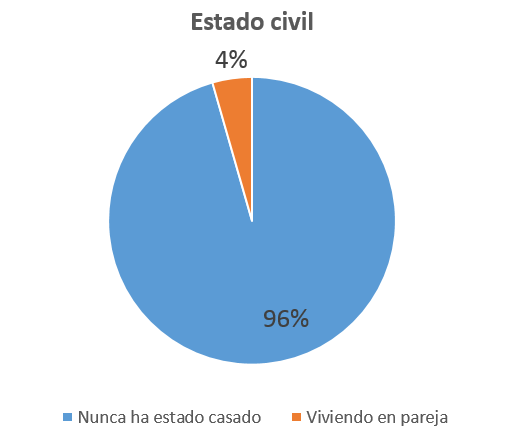 Estado civil
4%
96%
Nunca ha estado casado
Viviendo en pareja